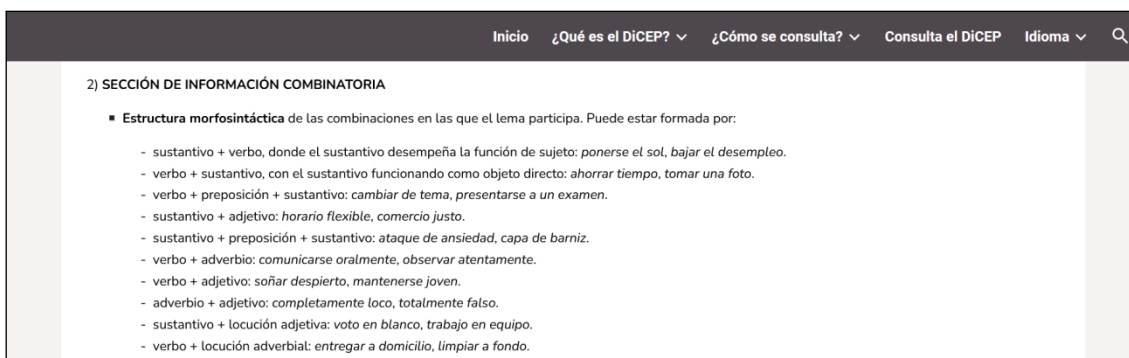 Inicio ¿Qué es el DiCEP? ¿Cómo se consulta? Consulta el DiCEP Idioma
2) SECCIÓN DE INFORMACIÓN COMBINATORIA
▪ Estructura morfosintáctica de las combinaciones en las que el lema participa. Puede estar formada por:
- sustantivo + verbo, donde el sustantivo desempeña la función de sujeto: ponerse el sol, bajar el desempleo.
- verbo + sustantivo, con el sustantivo funcionando como objeto directo: ahorrar tiempo, tomar una foto.
- verbo + preposición + sustantivo: cambiar de tema, presentarse a un examen.
- sustantivo + adjetivo: horario flexible, comercio justo.
- sustantivo + preposición + sustantivo: ataque de ansiedad, capa de barniz.
- verbo + adverbio: comunicarse oralmente, observar atentamente.
- verbo + adjetivo: soñar despierto, mantenerse joven.
- adverbio + adjetivo: completamente loco, totalmente falso.
- sustantivo + locución adjetiva: voto en blanco, trabajo en equipo.
- verbo + locución adverbial: entregar a domicilio, limpiar a fondo.